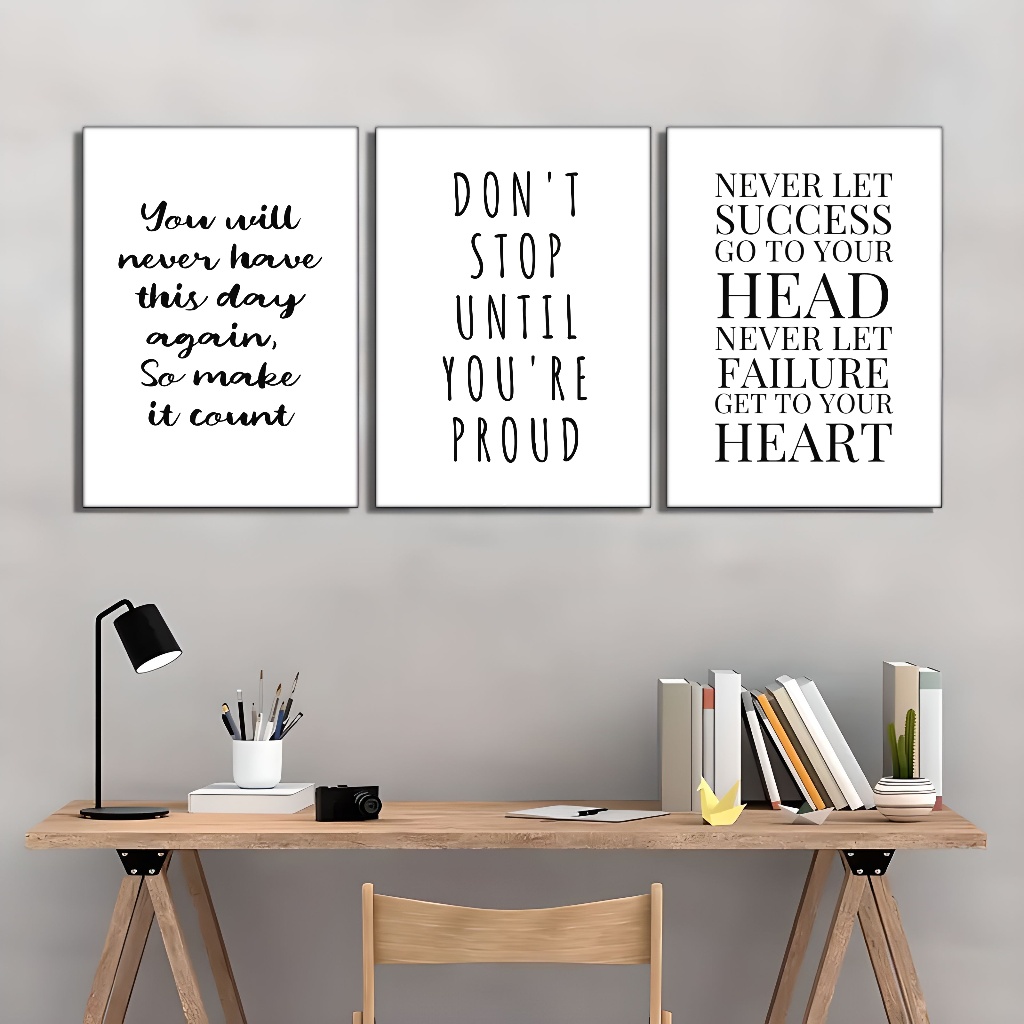 You will
never have
this day
again,
So make
it count
DON'T
STOP
UNTIL
YOU'RE
PROUD
NEVER LET
SUCCESS
GO TO YOUR
HEAD
NEVER LET
FAILURE
GET TO YOUR
HEART